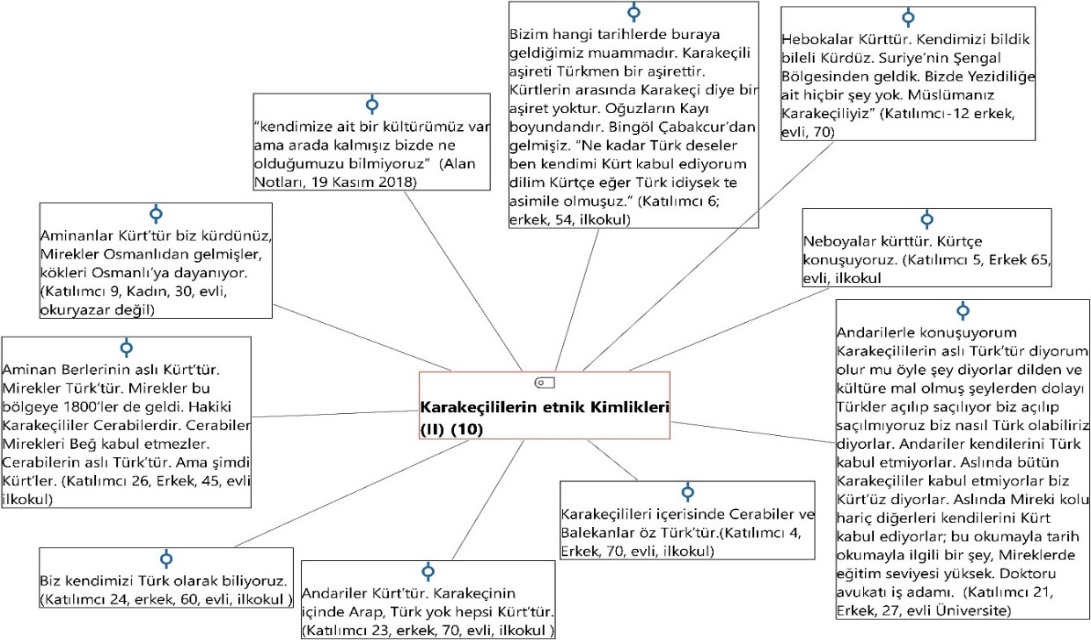 Bizim hangi tarihlerde buraya
geldiğimiz muammadır. Karakeçili
aşireti Türkmen bir aşirettir.
Kürtlerin arasında Karakeçi diye bir
aşiret yoktur. Oğuzların Kayı
boyundandır. Bingöl Çabakcur’dan
gelmişiz. “Ne kadar Türk deseler
ben kendimi Kürt kabul ediyorum
dilim Kürtçe eğer Türk idiysek te
asimile olmuşuz.” (Katılımcı 6;
erkek, 54, ilkokul)
Hebokalar Kürttür. Kendimizi bildik
bileli Kürdüz. Suriye’nin Şengal
Bölgesinden geldik. Bizde Yezidiliğe
ait hiçbir şey yok. Müslümanız
Karakeçiliyiz” (Katılımcı-12 erkek,
evli, 70)
“kendimize ait bir kültürümüz var
ama arada kalmışız bizde ne
olduğumuzu bilmiyoruz” (Alan
Notları, 19 Kasım 2018)
Aminanlar Kürt’tür biz kürdünüz,
Mirekler Osmanlıdan gelmişler,
kökleri Osmanlı’ya dayanıyor.
(Katılımcı 9, Kadın, 30, evli,
okuryazar değil)
Neboyalar kürttür. Kürtçe
konuşuyoruz. (Katılımcı 5, Erkek 65,
evli, ilkokul
Aminan Berlerinin aslı Kürt’tür.
Mirekler Türk’tür. Mirekler bu
bölgeye 1800’ler de geldi. Hakiki
Karakeçililer Cerabilerdir. Cerabiler
Mirekleri Beğ kabul etmezler.
Cerabilerin aslı Türk’tür. Ama şimdi
Kürt’ler. (Katılımcı 26, Erkek, 45, evli
ilkokul)
Karakeçililerin etnik Kimlikleri
(II) (10)
Andarilerle konuşuyorum
Karakeçililerin aslı Türk’tür diyorum
olur mu öyle şey diyorlar dilden ve
kültüre mal olmuş şeylerden dolayı
Türkler açılıp saçılıyor biz açılıp
saçılmıyoruz biz nasıl Türk olabiliriz
diyorlar. Andariler kendilerini Türk
kabul etmiyorlar. Aslında bütün
Karakeçililer kabul etmiyorlar biz
Kürt’üz diyorlar. Aslında Mireki kolu
hariç diğerleri kendilerini Kürt
kabul ediyorlar; bu okumayla tarih
okumayla ilgili bir şey, Mireklerde
eğitim seviyesi yüksek. Doktoru
avukatı iş adamı. (Katılımcı 21,
Erkek, 27, evli Ünivesite)
Karakeçilileri içerisinde Cerabiler ve
Balekanlar öz Türk’tür.(Katılımcı 4,
Erkek, 70, evli, ilkokul)
Biz kendimizi Türk olarak biliyoruz.
(Katılımcı 24, erkek, 60, evli, ilkokul )
Andariler Kürt’tür. Karakeçinin
içinde Arap, Türk yok hepsi Kürt’tür.
(Katılımcı 23, erkek, 70, evli, ilkokul )